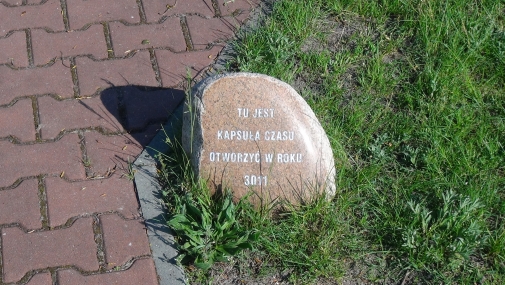 TU JEST
KAPSUŁA CZASU
OTWORZYĆ W ROKU
3011